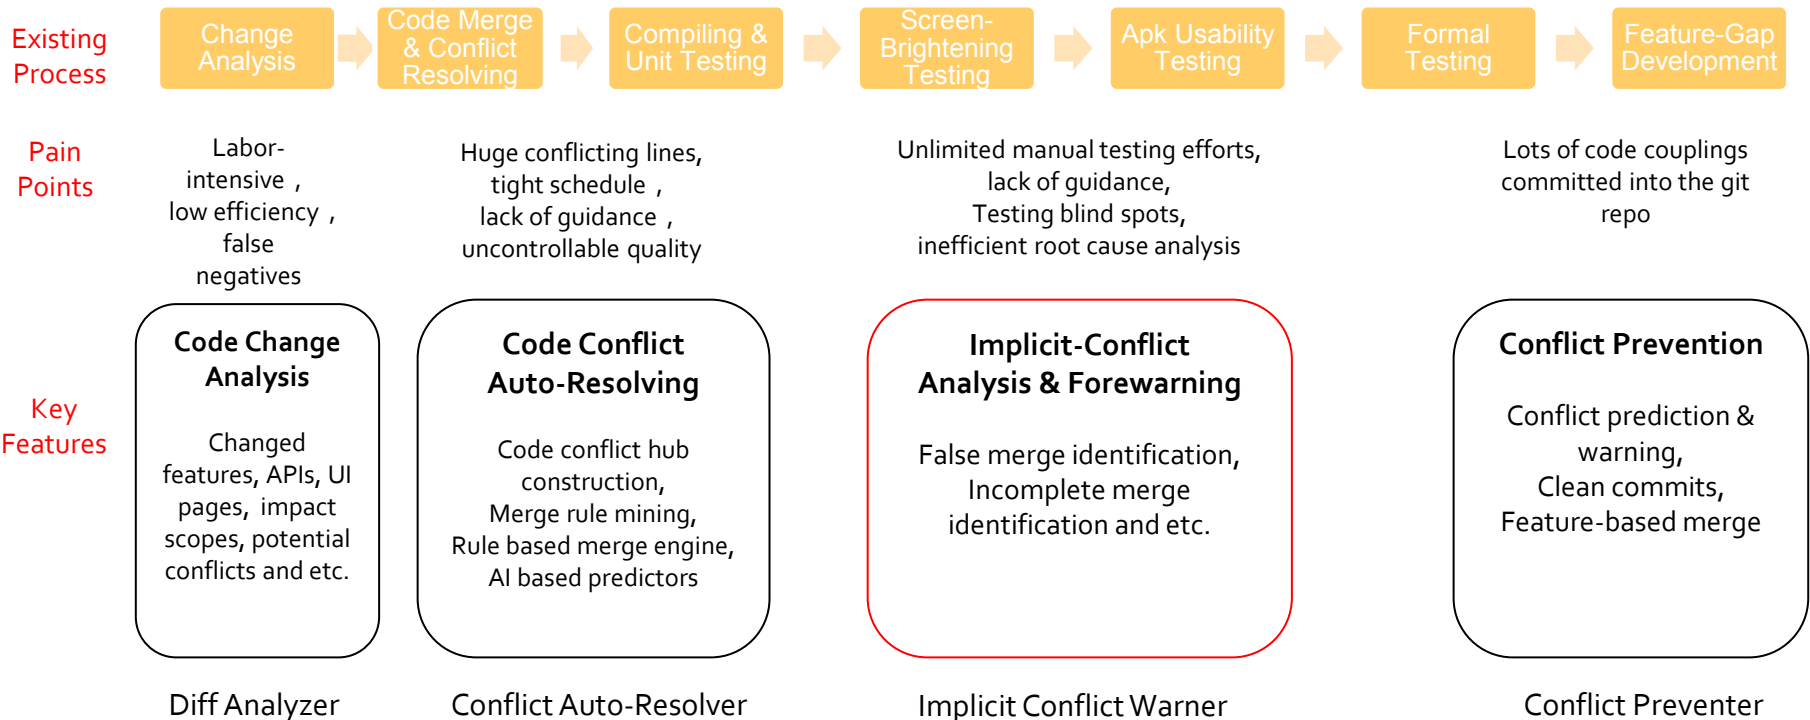 Existing
Process
Change
Analysis
Code Merge
& Conflict
Resolving
Compiling &
Unit Testing
Screen-
Brightening
Testing
Apk Usability
Testing
Formal
Testing
Feature-Gap
Development
Pain
Points
Labor-
intensive ,
low efficiency ,
false
negatives
Huge conflicting lines,
tight schedule ,
lack of guidance ,
uncontrollable quality
Unlimited manual testing efforts,
lack of guidance,
Testing blind spots,
inefficient root cause analysis
Lots of code couplings
committed into the git
repo
Key
Features
Code Change
Analysis
Changed
features, APIs, UI
pages, impact
scopes, potential
conflicts and etc.
Code Conflict
Auto-Resolving
Code conflict hub
construction,
Merge rule mining,
Rule based merge engine,
AI based predictors
Implicit-Conflict
Analysis & Forewarning
False merge identification,
Incomplete merge
identification and etc.
Conflict Prevention
Conflict prediction &
warning,
Clean commits,
Feature-based merge
Diff Analyzer
Conflict Auto-Resolver
Implicit Conflict Warner
Conflict Preventer